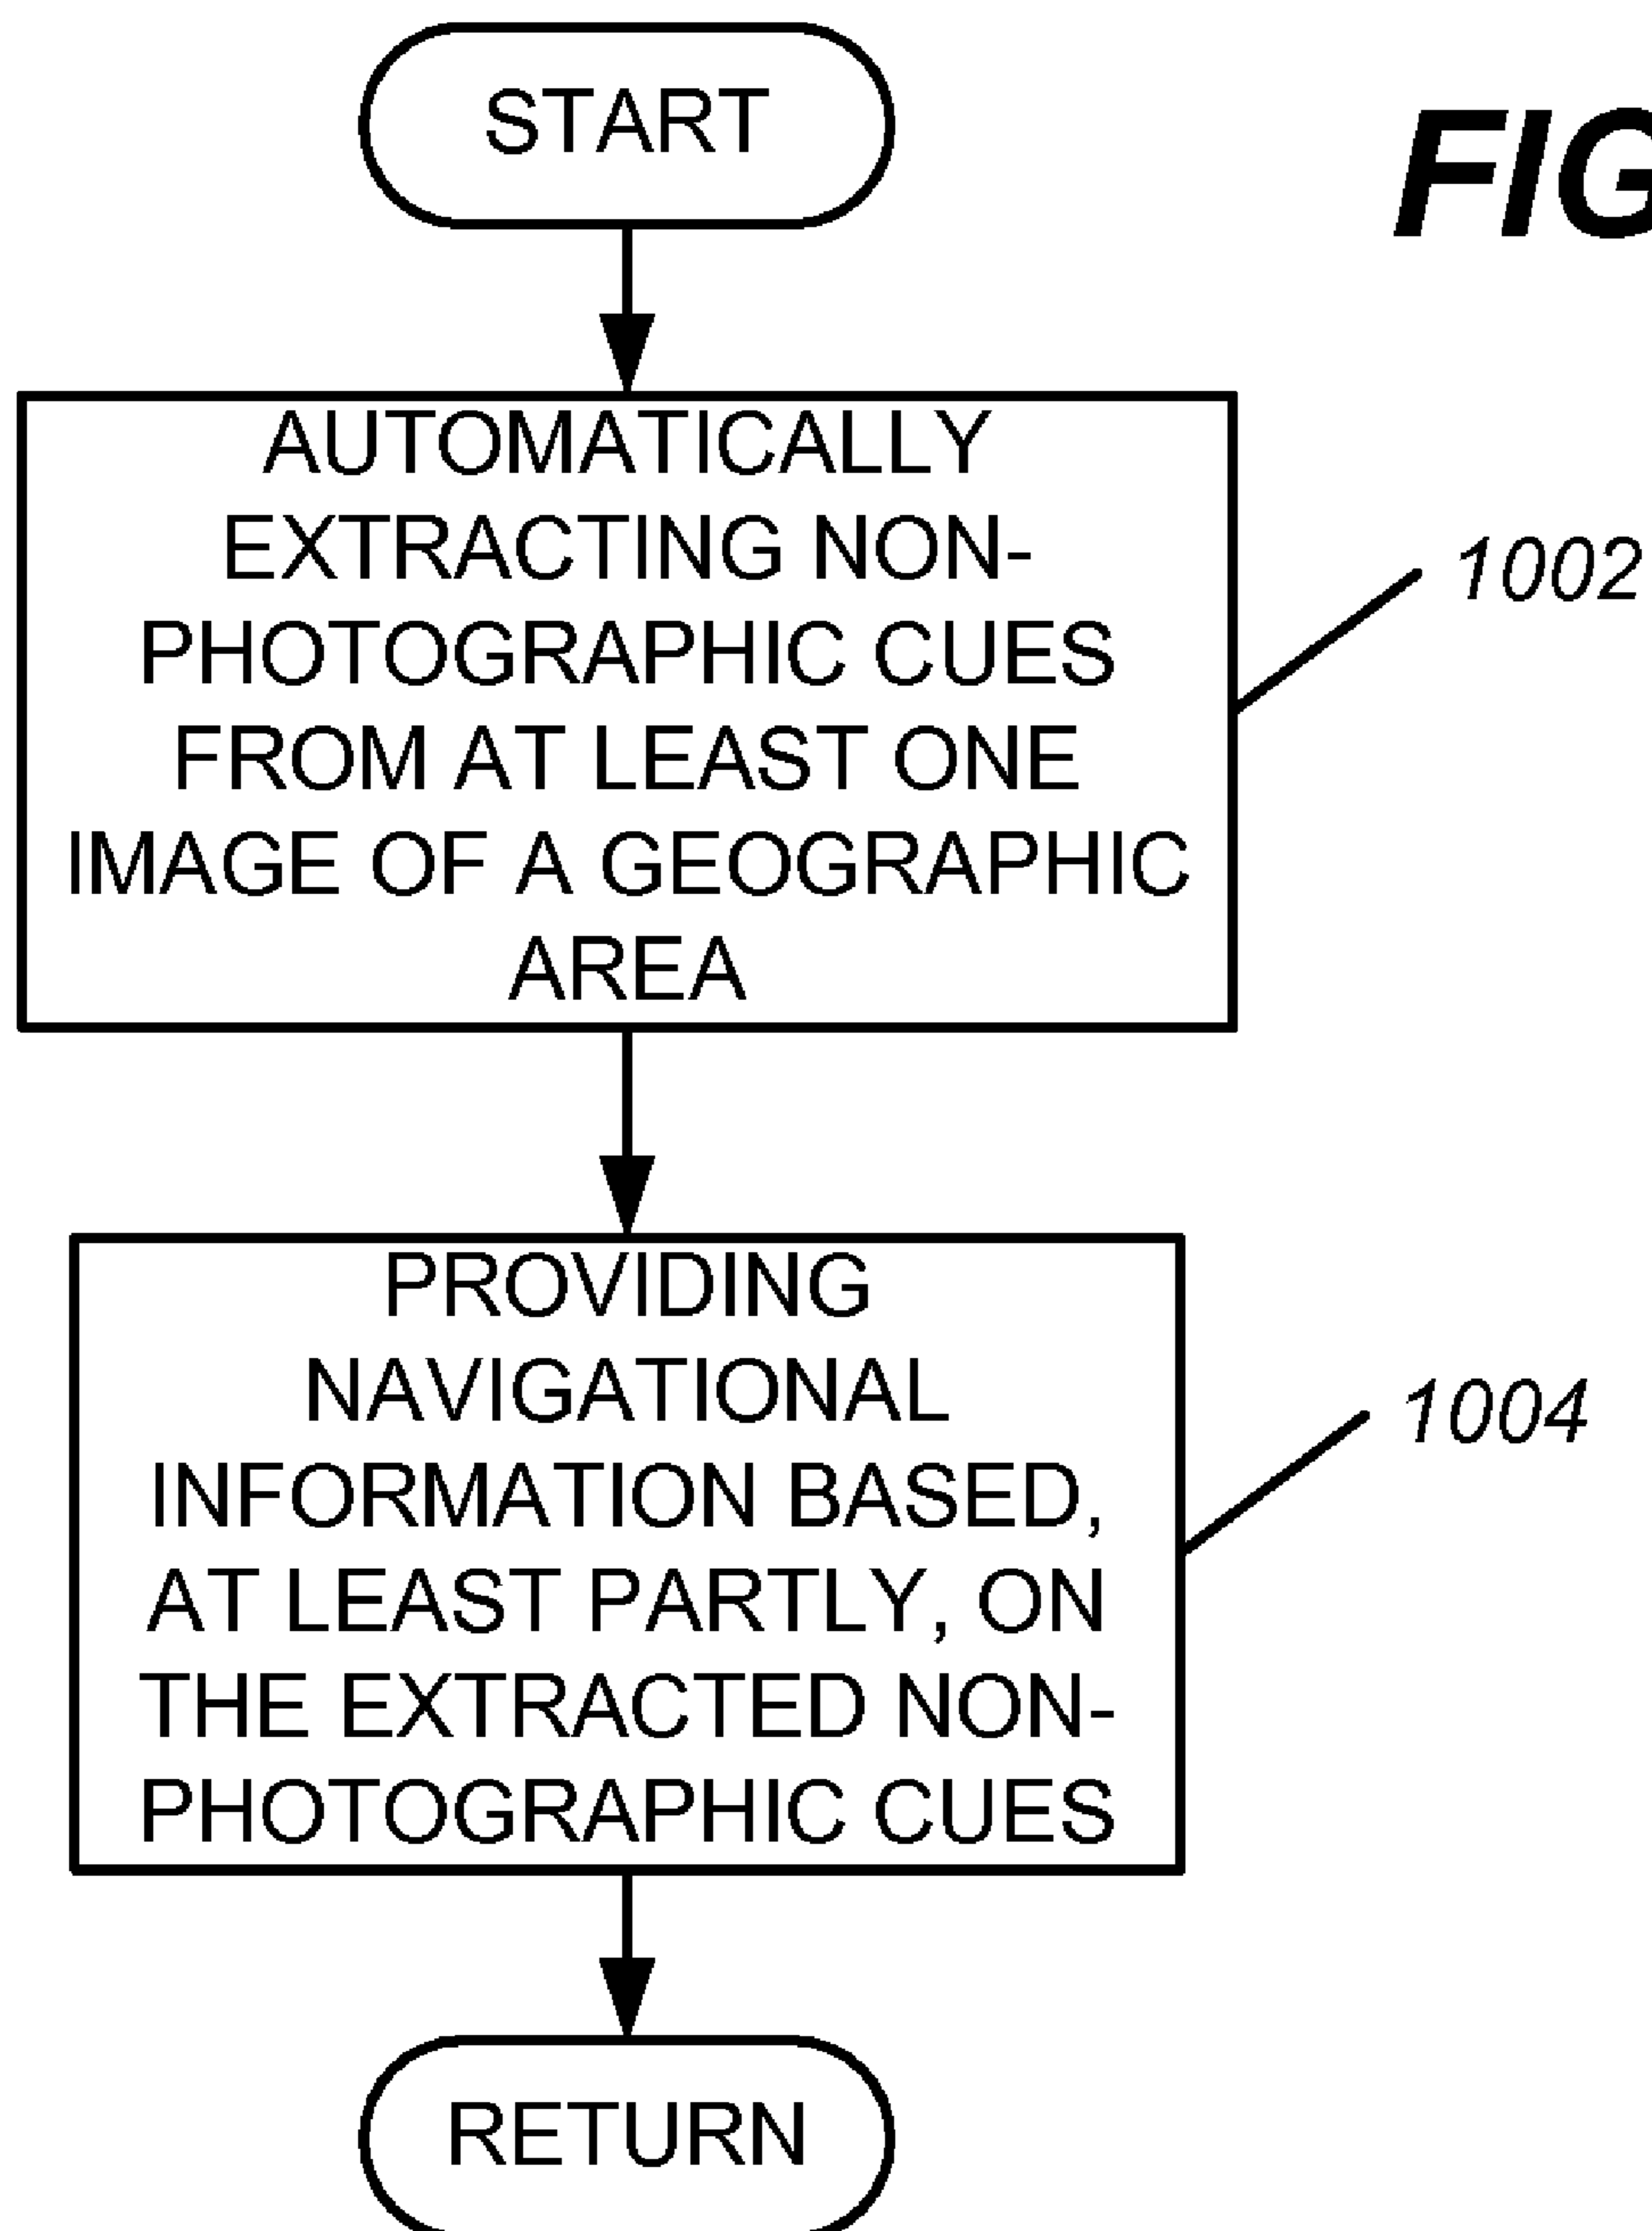 START
FIG
AUTOMATICALLY
EXTRACTING NON-
PHOTOGRAPHIC CUES
FROM AT LEAST ONE
IMAGE OF A GEOGRAPHIC
AREA
1002
PROVIDING
NAVIGATIONAL
INFORMATION BASED,
AT LEAST PARTLY, ON
THE EXTRACTED NON-
PHOTOGRAPHIC CUES
1004
RETURN